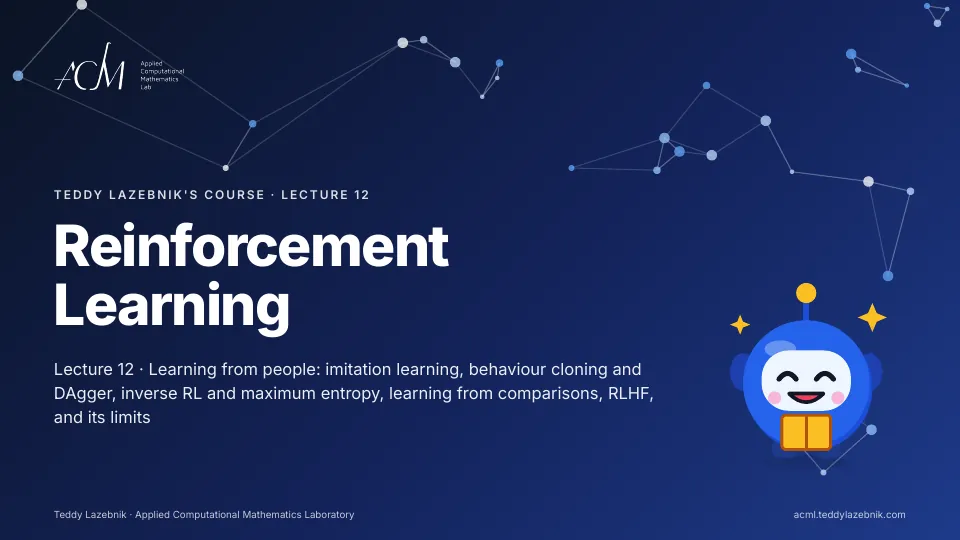 ACM
Applied
Computational
Mathematics
Lab
TEDDY LAZEBNIK'S COURSE · LECTURE 12
Reinforcement
Learning
Lecture 12 · Learning from people: imitation learning, behaviour cloning and
DAgger, inverse RL and maximum entropy, learning from comparisons, RLHF,
and its limits
Teddy Lazebnik · Applied Computational Mathematics Laboratory
acml.teddylazebnik.com